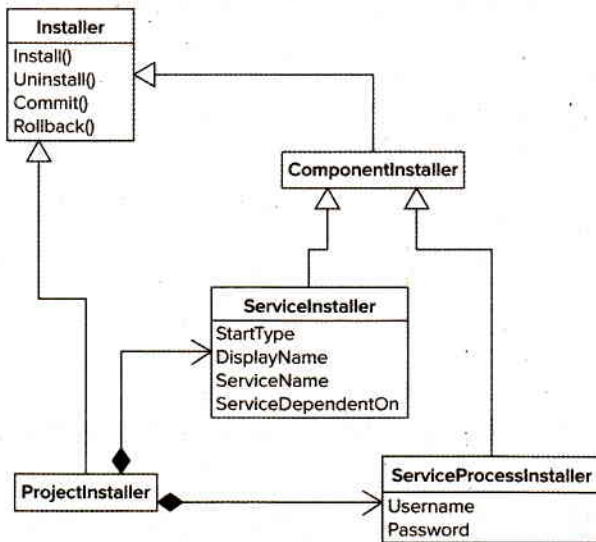 Installer
Install()
Uninstall()
Commit()
Rollback()
ComponentInstaller
ServiceInstaller
StartType
DisplayName
ServiceName
ServiceDependentOn
ProjectInstaller
ServiceProcessInstaller
Username
Password